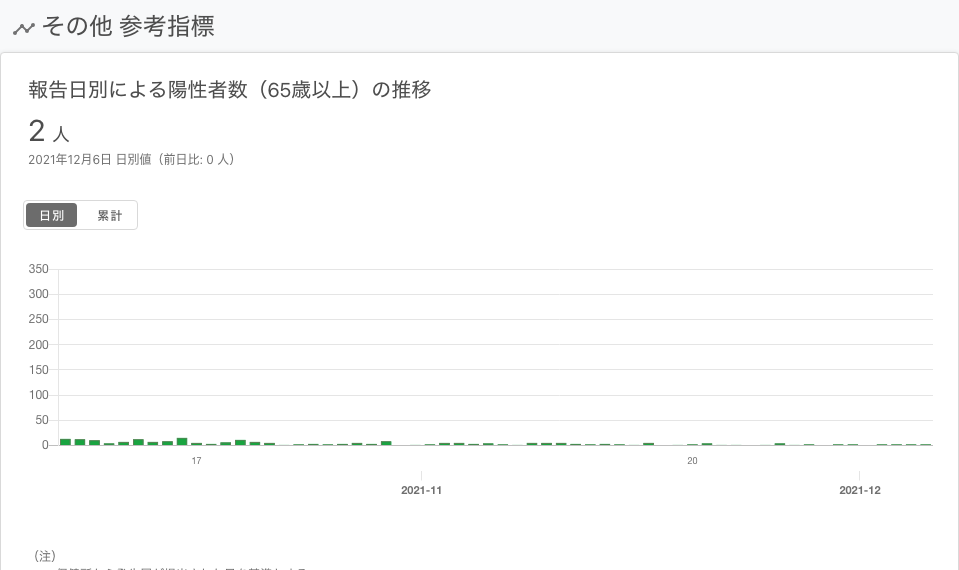 その他 参考指標
報告日別による陽性者数（65歳以上）の推移
2 人
2021年12月6日 日別値（前日比: 0 人）
日別 累計
350
300
250
200
150
100
50
0
17 20
2021-11 2021-12
（注）